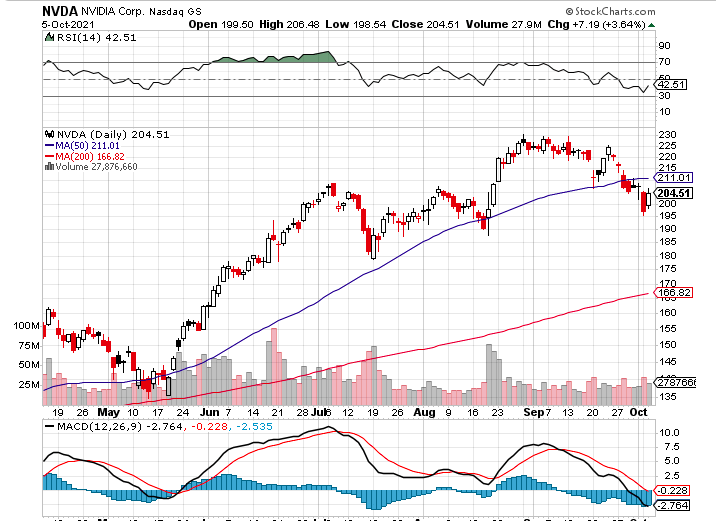 NVDA NVIDIA Corp. Nasdaq GS © StockCharts.com
5-Oct-2021 Open 199.50 High 206.48 Low 198.54 Close 204.51 Volume 27.9M Chg +7.19 (+3.64%)
RSI(14) 42.51
90
70
50
42.51
30
10
NVDA (Daily) 204.51
MA(50) 211.01
MA(200) 166.82
Volume 27,876,660
230
225
220
215
211.01
204.51
200
195
190
185
180
175
170
166.82
165
160
155
150
145
135
100M
75M
50M
25M
2787666
19 26 May 10 17 24 Jun 7 14 21 28 Jul 12 19 26 Aug 9 16 23 Sep 7 13 20 27 Oct
MACD(12,26,9) -2.764, -0.228, -2.535
10.0
7.5
5.0
2.5
-0.228
-2.764